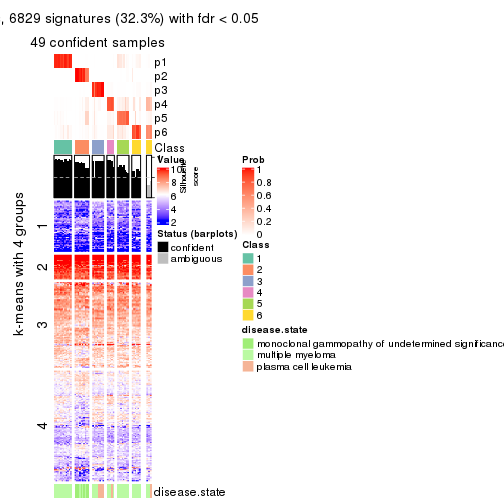 , 6829 signatures (32.3%) with fdr < 0.05
49 confident samples
p1
p2
p3
p4
p5
p6
Class
Value
10
8
6
4
2
Silhouette
score
Status (barplots)
confident
ambiguous
Prob
1
0.8
0.6
0.4
0.2
0
Class
1
2
3
4
5
6
disease.state
monoclonal gammopathy of undetermined significance
multiple myeloma
plasma cell leukemia
k-means with 4 groups
1
2
3
4
disease.state